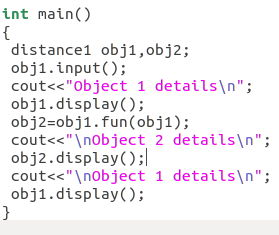 int main()
{
distance1 obj1,obj2;
obj1.input();
cout<<"Object 1 details\n";
obj1.display();
obj2=obj1.fun(obj1);
cout<<"\nObject 2 details\n";
obj2.display();
cout<<"\nObject 1 details\n";
obj1.display();
}